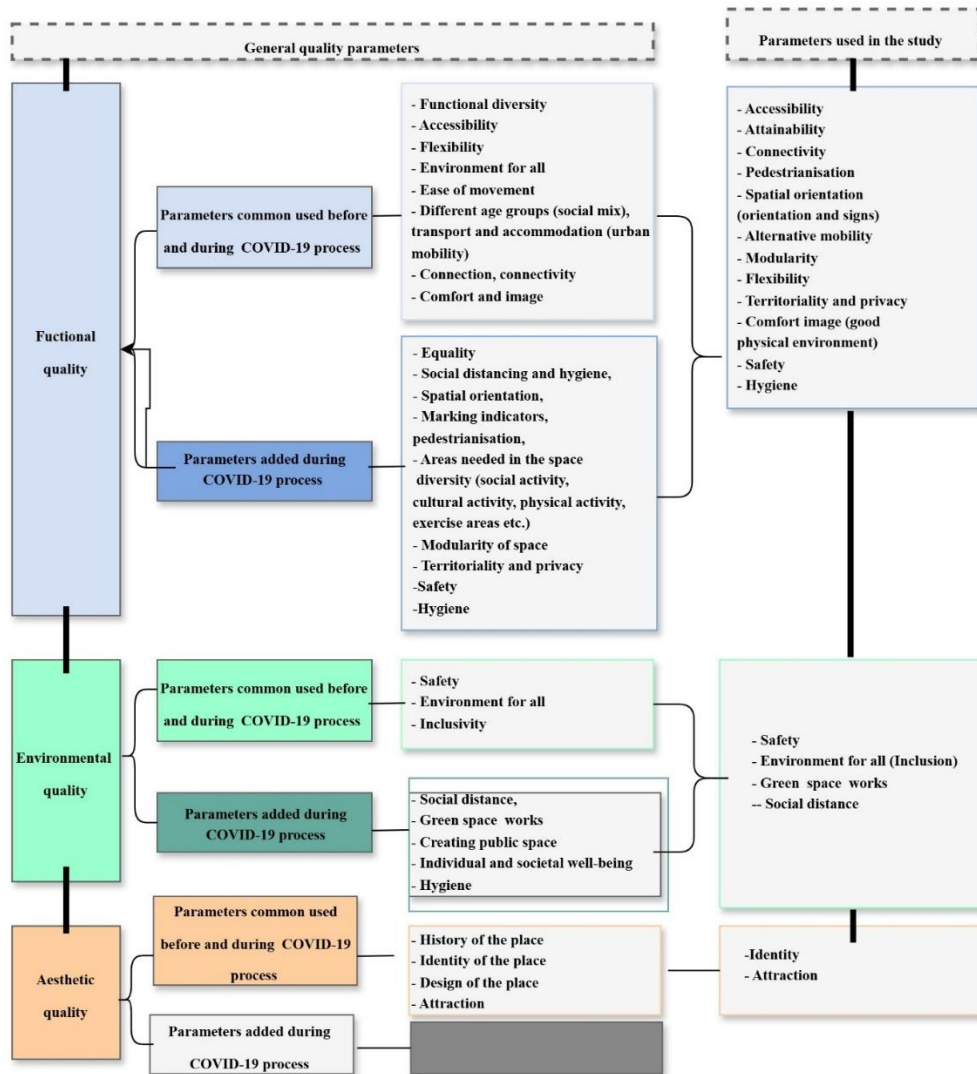 General quality parameters
Parameters used in the study
Fuctional
quality
Parameters common used before
and during  COVID-19 process
- Functional diversity
- Accessibility
- Flexibility
- Environment for all
- Ease of movement
- Different age groups (social mix),
transport and accommodation (urban
mobility)
- Connection, connectivity
- Comfort and image
Parameters added during
COVID-19 process
- Equality
- Social distancing and hygiene,
- Spatial orientation,
- Marking indicators,
pedestrianisation,
- Areas needed in the space
diversity (social activity,
cultural activity, physical activity,
exercise areas etc.)
- Modularity of space
- Territoriality and privacy
-Safety
-Hygiene
- Accessibility
- Attainability
- Connectivity
- Pedestrianisation
- Spatial orientation
(orientation and signs)
- Alternative mobility
- Modularity
- Flexibility
- Territoriality and privacy
- Comfort image (good
physical environment)
- Safety
- Hygiene
Environmental
quality
Parameters common used before
and during  COVID-19 process
- Safety
- Environment for all
- Inclusivity
Parameters added during
COVID-19 process
- Social distance,
- Green space  works
- Creating public space
- Individual and societal well-being
- Hygiene
- Safety
- Environment for all (Inclusion)
- Green  space  works
-- Social distance
Aesthetic
quality
Parameters common used
before and during  COVID-19
process
- History of the place
- Identity of the place
- Design of the place
- Attraction
Parameters added during
COVID-19 process
-Identity
- Attraction